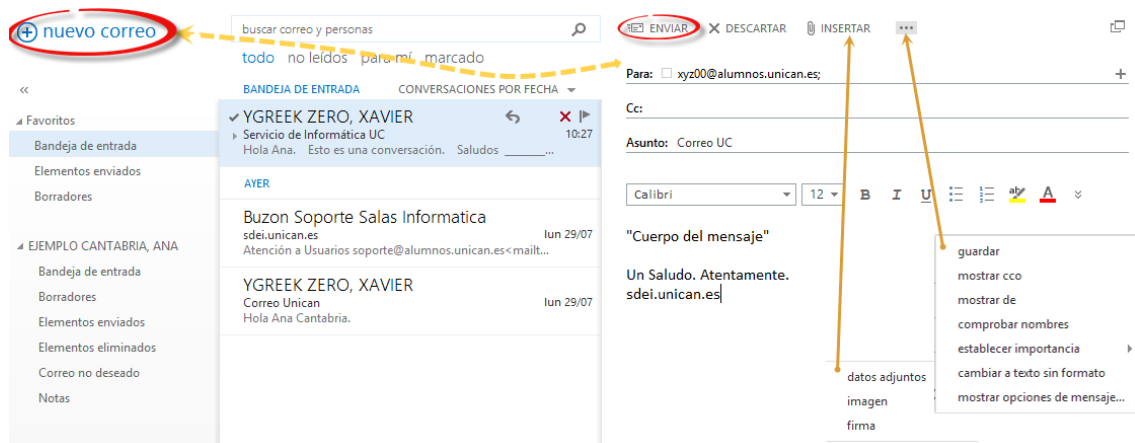 nuevo correo
«
Favoritos
Bandeja de entrada
Elementos enviados
Borradores
EJEMPLO CANTABRIA, ANA
Bandeja de entrada
Borradores
Elementos enviados
Elementos eliminados
Correo no deseado
Notas
buscar correo y personas
todo no leídos para mí marcado
BANDEJA DE ENTRADA CONVERSACIONES POR FECHA
YGREEK ZERO, XAVIER
Servicio de Informática UC 10:27
Hola Ana. Esto es una conversación. Saludos ______...
AYER
Buzon Soporte Salas Informatica
sdei.unican.es lun 29/07
Atención a Usuarios soporte@alumnos.unican.es<mailt...
YGREEK ZERO, XAVIER
Correo Unican lun 29/07
Hola Ana Cantabria.
ENVIAR DESCARTAR INSERTAR ...
Para: xyz00@alumnos.unican.es;
Cc:
Asunto: Correo UC
Calibri 12 B I U ab A
"Cuerpo del mensaje"
Un Saludo. Atentamente.
sdei.unican.es
guardar
mostrar cco
mostrar de
comprobar nombres
establecer importancia
cambiar a texto sin formato
mostrar opciones de mensaje...
datos adjuntos
imagen
firma